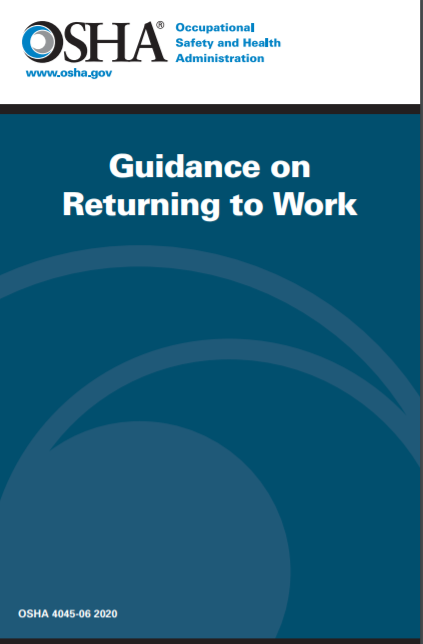 OSHA®
Occupational
Safety and Health
Administration
www.osha.gov
Guidance on
Returning to Work
OSHA 4045-06 2020